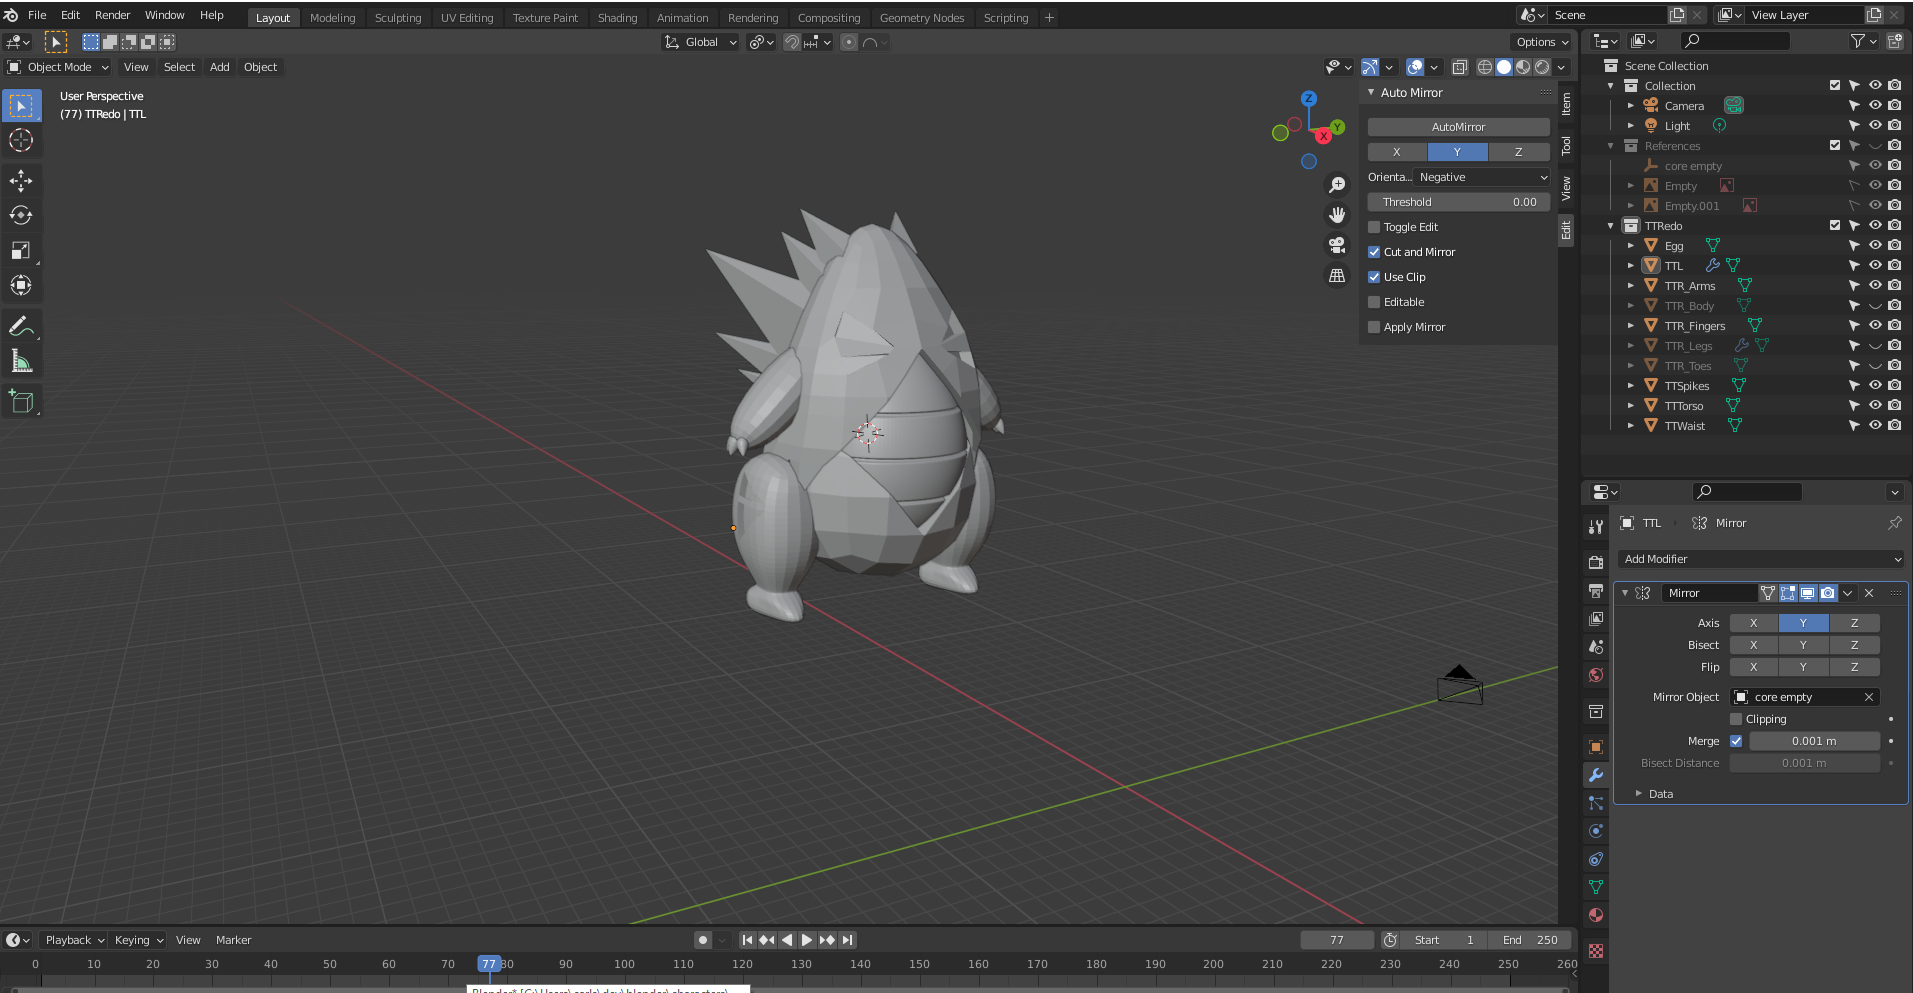 File Edit Render Window Help Layout Modeling Sculpting UV Editing Texture Paint Shading Animation Rendering Compositing Geometry Nodes Scripting + Scene View Layer
Global Options
Object Mode View Select Add Object
User Perspective
(77) TTRedo | TTL
Z
Y
X
Auto Mirror
AutoMirror
X Y Z
Orienta... Negative
Threshold 0.00
Toggle Edit
Cut and Mirror
Use Clip
Editable
Apply Mirror
Item
Tool
View
Edit
Scene Collection
Collection
Camera
Light
References
core empty
Empty
Empty.001
TTRedo
Egg
TTL
TTR_Arms
TTR_Body
TTR_Fingers
TTR_Legs
TTR_Toes
TTSpikes
TTTorso
TTWaist
TTL Mirror
Add Modifier
Mirror
Axis X Y Z
Bisect X Y Z
Flip X Y Z
Mirror Object core empty
Clipping
Merge 0.001 m
Bisect Distance 0.001 m
Data
Playback Keying View Marker 77 Start 1 End 250
0 10 20 30 40 50 60 70 77 80 90 100 110 120 130 140 150 160 170 180 190 200 210 220 230 240 250 260